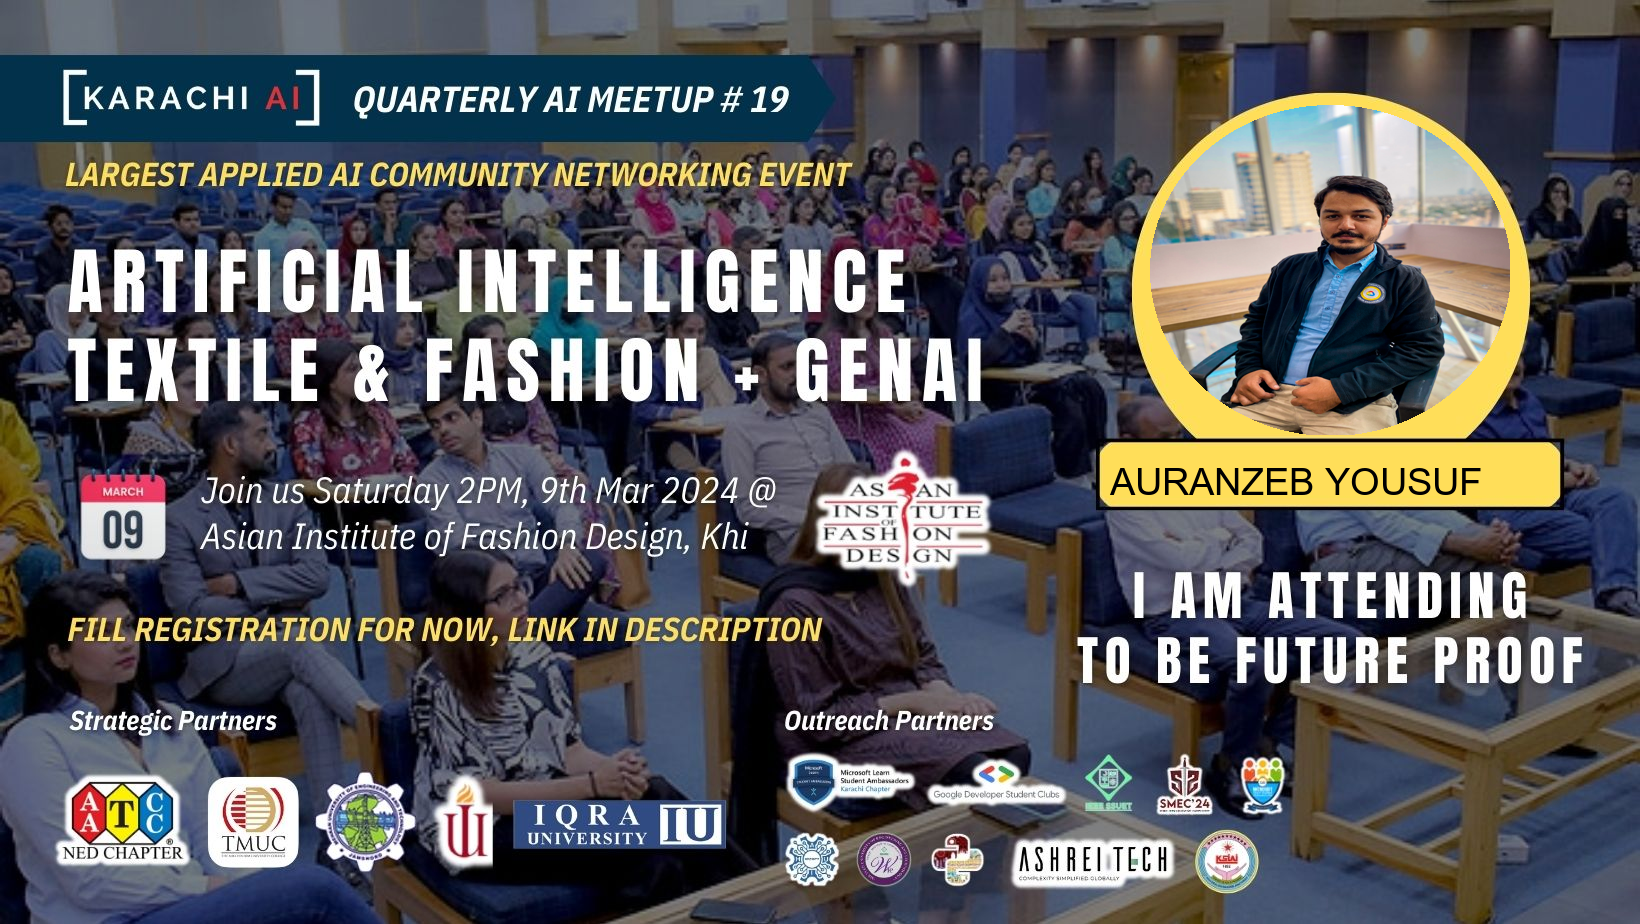 KARACHI AI
QUARTERLY AI MEETUP # 19
LARGEST APPLIED AI COMMUNITY NETWORKING EVENT
ARTIFICIAL INTELLIGENCE
TEXTILE & FASHION + GENAI
MARCH
09
Join us Saturday 2PM, 9th Mar 2024 @
Asian Institute of Fashion Design, Khi
ASIAN
INSTITUTE
OF
FASHION
DESIGN
FILL REGISTRATION FOR NOW, LINK IN DESCRIPTION
AURANZEB YOUSUF
I AM ATTENDING
TO BE FUTURE PROOF
Strategic Partners
A C
A T C
NED CHAPTER
TMUC
IU
IQRA
UNIVERSITY
IU
Outreach Partners
Microsoft Learn
Student Ambassadors
Karachi Chapter
Google Developer Student Clubs
IEEE SSUET
SMEC'24
We
ASHREI TECH
COMPLEXITY SIMPLIFIED GLOBALLY
KSIAI